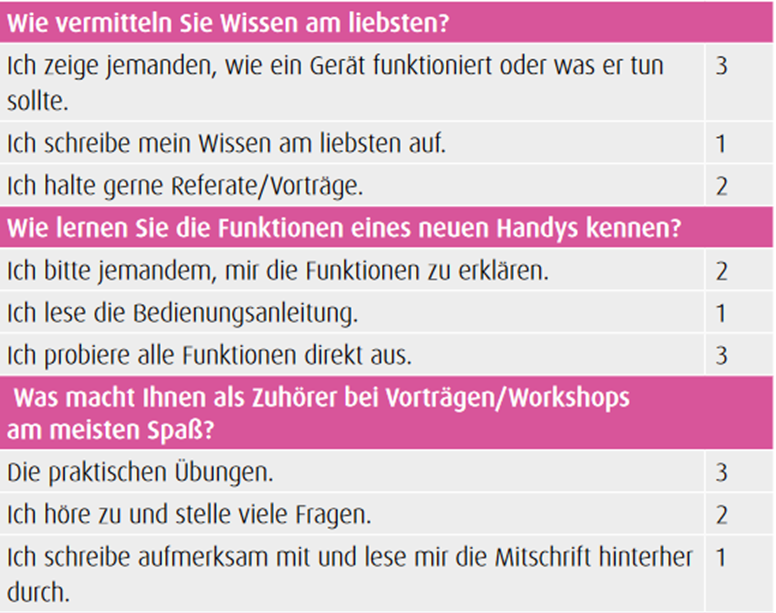 Wie vermitteln Sie Wissen am liebsten?
Ich zeige jemanden, wie ein Gerät funktioniert oder was er tun 3
sollte.
Ich schreibe mein Wissen am liebsten auf. 1
Ich halte gerne Referate/Vorträge. 2
Wie lernen Sie die Funktionen eines neuen Handys kennen?
Ich bitte jemandem, mir die Funktionen zu erklären. 2
Ich lese die Bedienungsanleitung. 1
Ich probiere alle Funktionen direkt aus. 3
Was macht Ihnen als Zuhörer bei Vorträgen/Workshops
am meisten Spaß?
Die praktischen Übungen. 3
Ich höre zu und stelle viele Fragen. 2
Ich schreibe aufmerksam mit und lese mir die Mitschrift hinterher 1
durch.